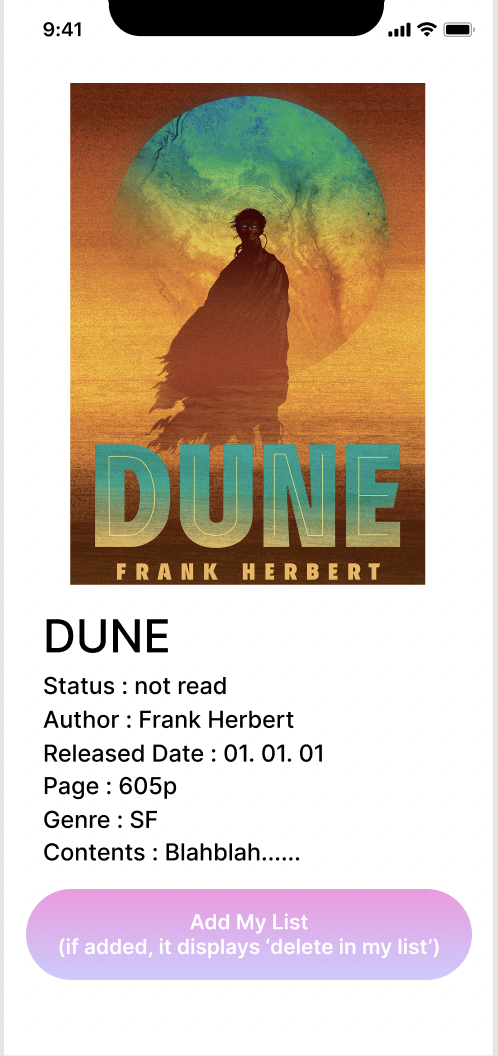 9:41
DUNE
FRANK HERBERT
DUNE
Status : not read
Author : Frank Herbert
Released Date : 01. 01. 01
Page : 605p
Genre : SF
Contents : Blahblah......
Add My List
(if added, it displays ‘delete in my list’)